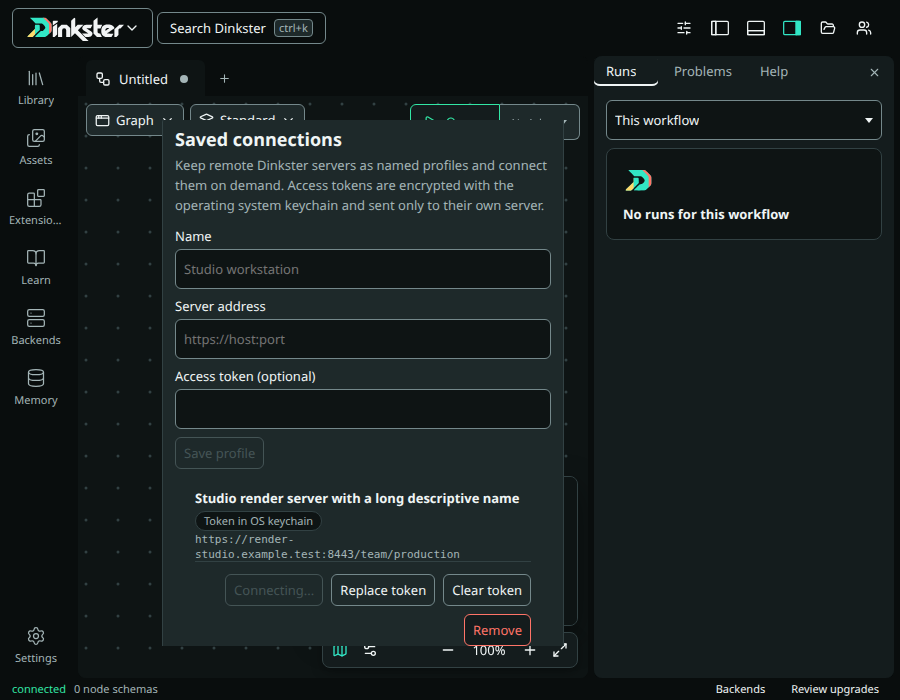 Dinkster
Search Dinkster ctrl+k
Library
Assets
Extensio...
Learn
Backends
Memory
Settings
Untitled
Graph
Standard
Saved connections
Keep remote Dinkster servers as named profiles and connect
them on demand. Access tokens are encrypted with the
operating system keychain and sent only to their own server.
Name
Studio workstation
Server address
https://host:port
Access token (optional)
Save profile
Studio render server with a long descriptive name
Token in OS keychain
https://render-
studio.example.test:8443/team/production
Connecting...
Replace token
Clear token
Remove
100%
Runs
Problems
Help
This workflow
No runs for this workflow
connected
0 node schemas
Backends
Review upgrades